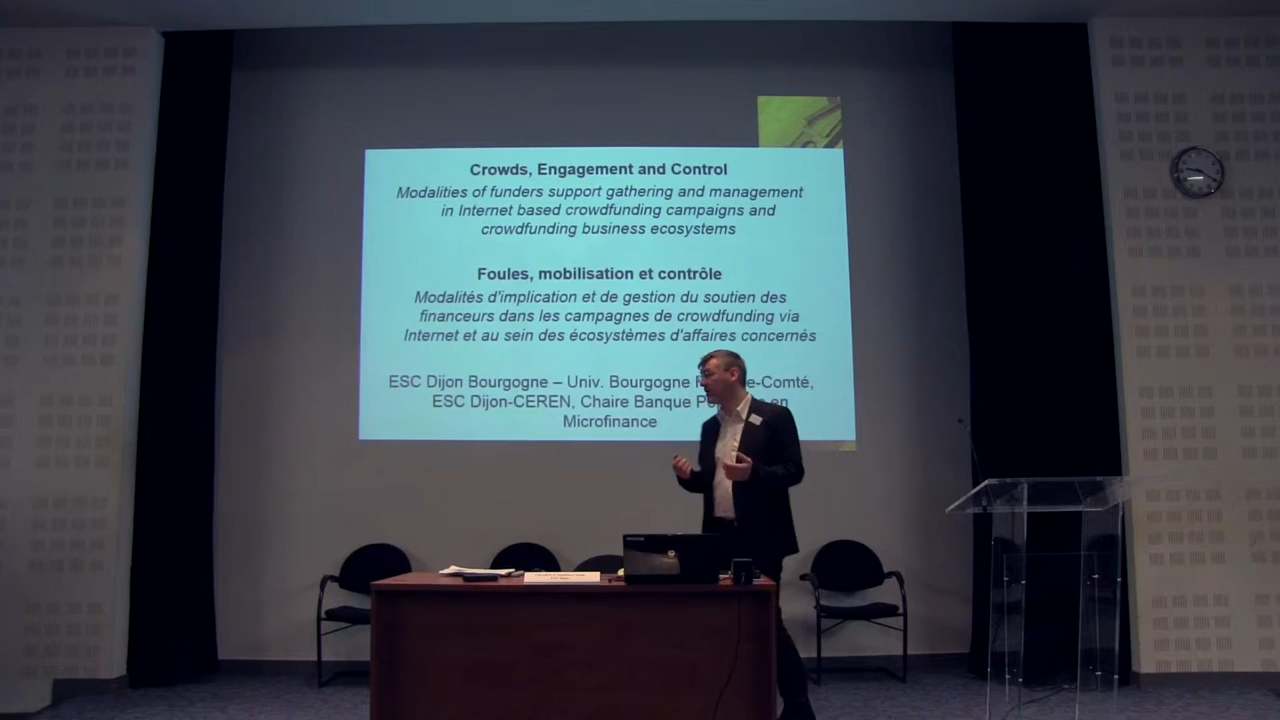 Crowds, Engagement and Control
Modalities of funders support gathering and management
in Internet based crowdfunding campaigns and
crowdfunding business ecosystems
Foules, mobilisation et contrôle
Modalités d'implication et de gestion du soutien des
financeurs dans les campagnes de crowdfunding via
Internet et au sein des écosystèmes d'affaires concernés
ESC Dijon Bourgogne – Univ. Bourgogne
ESC Dijon-CEREN, Chaire Banque en
Microfinance